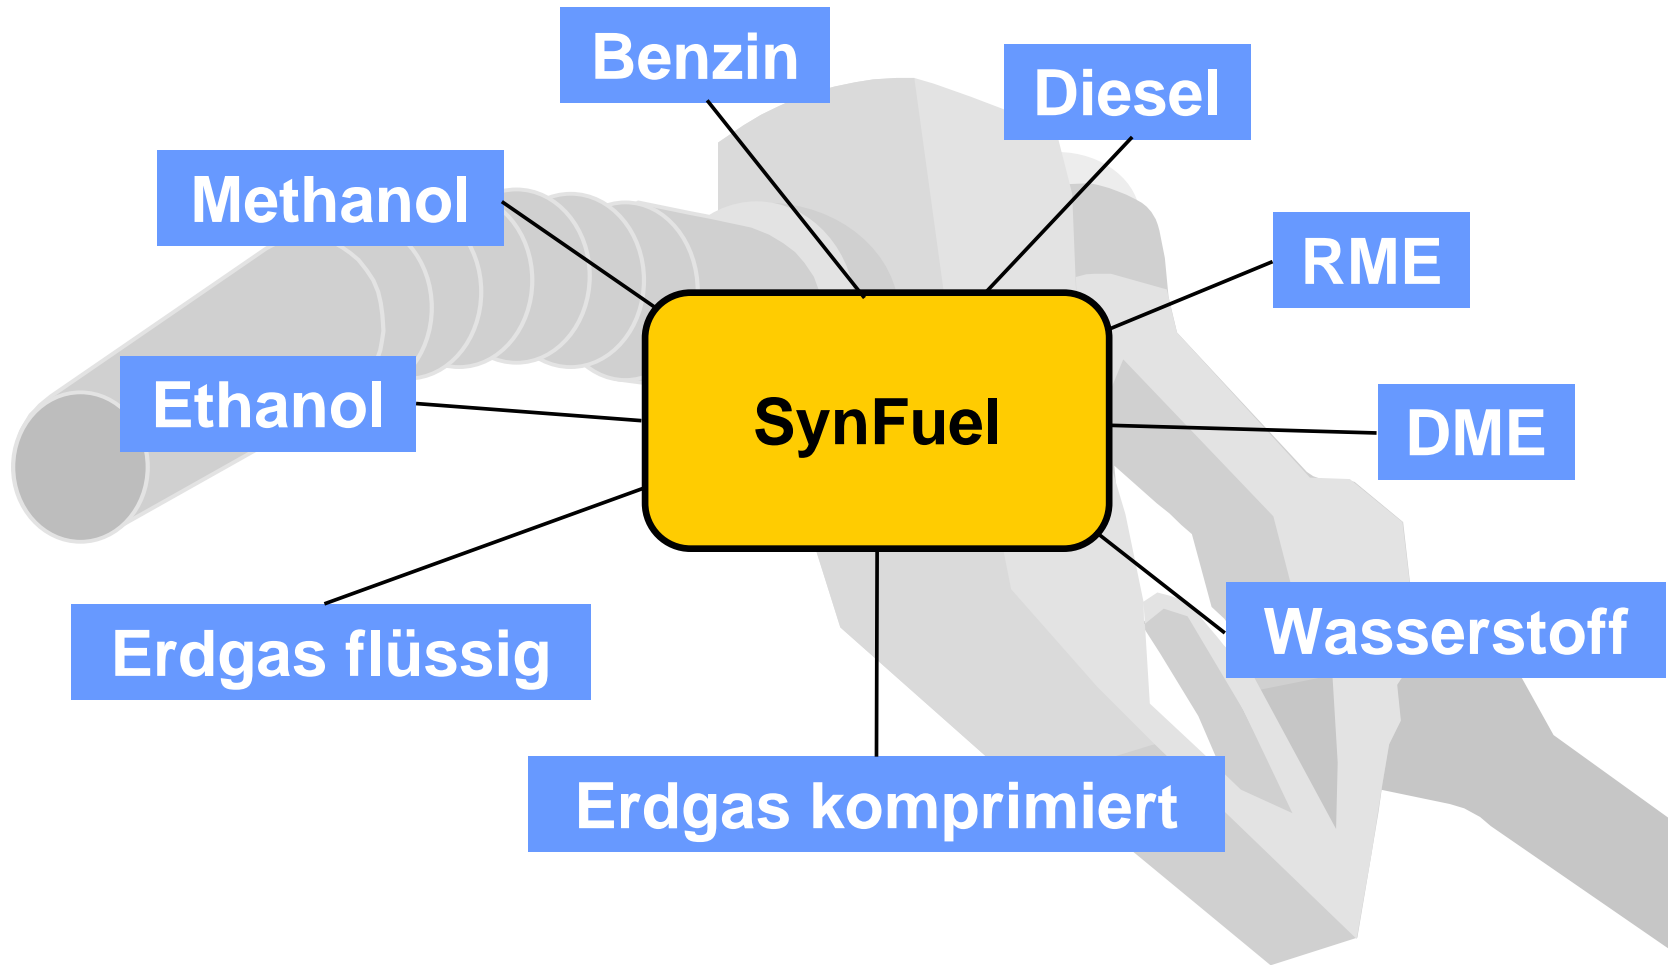 Benzin
Diesel
Methanol
RME
Ethanol
SynFuel
DME
Erdgas flüssig
Wasserstoff
Erdgas komprimiert